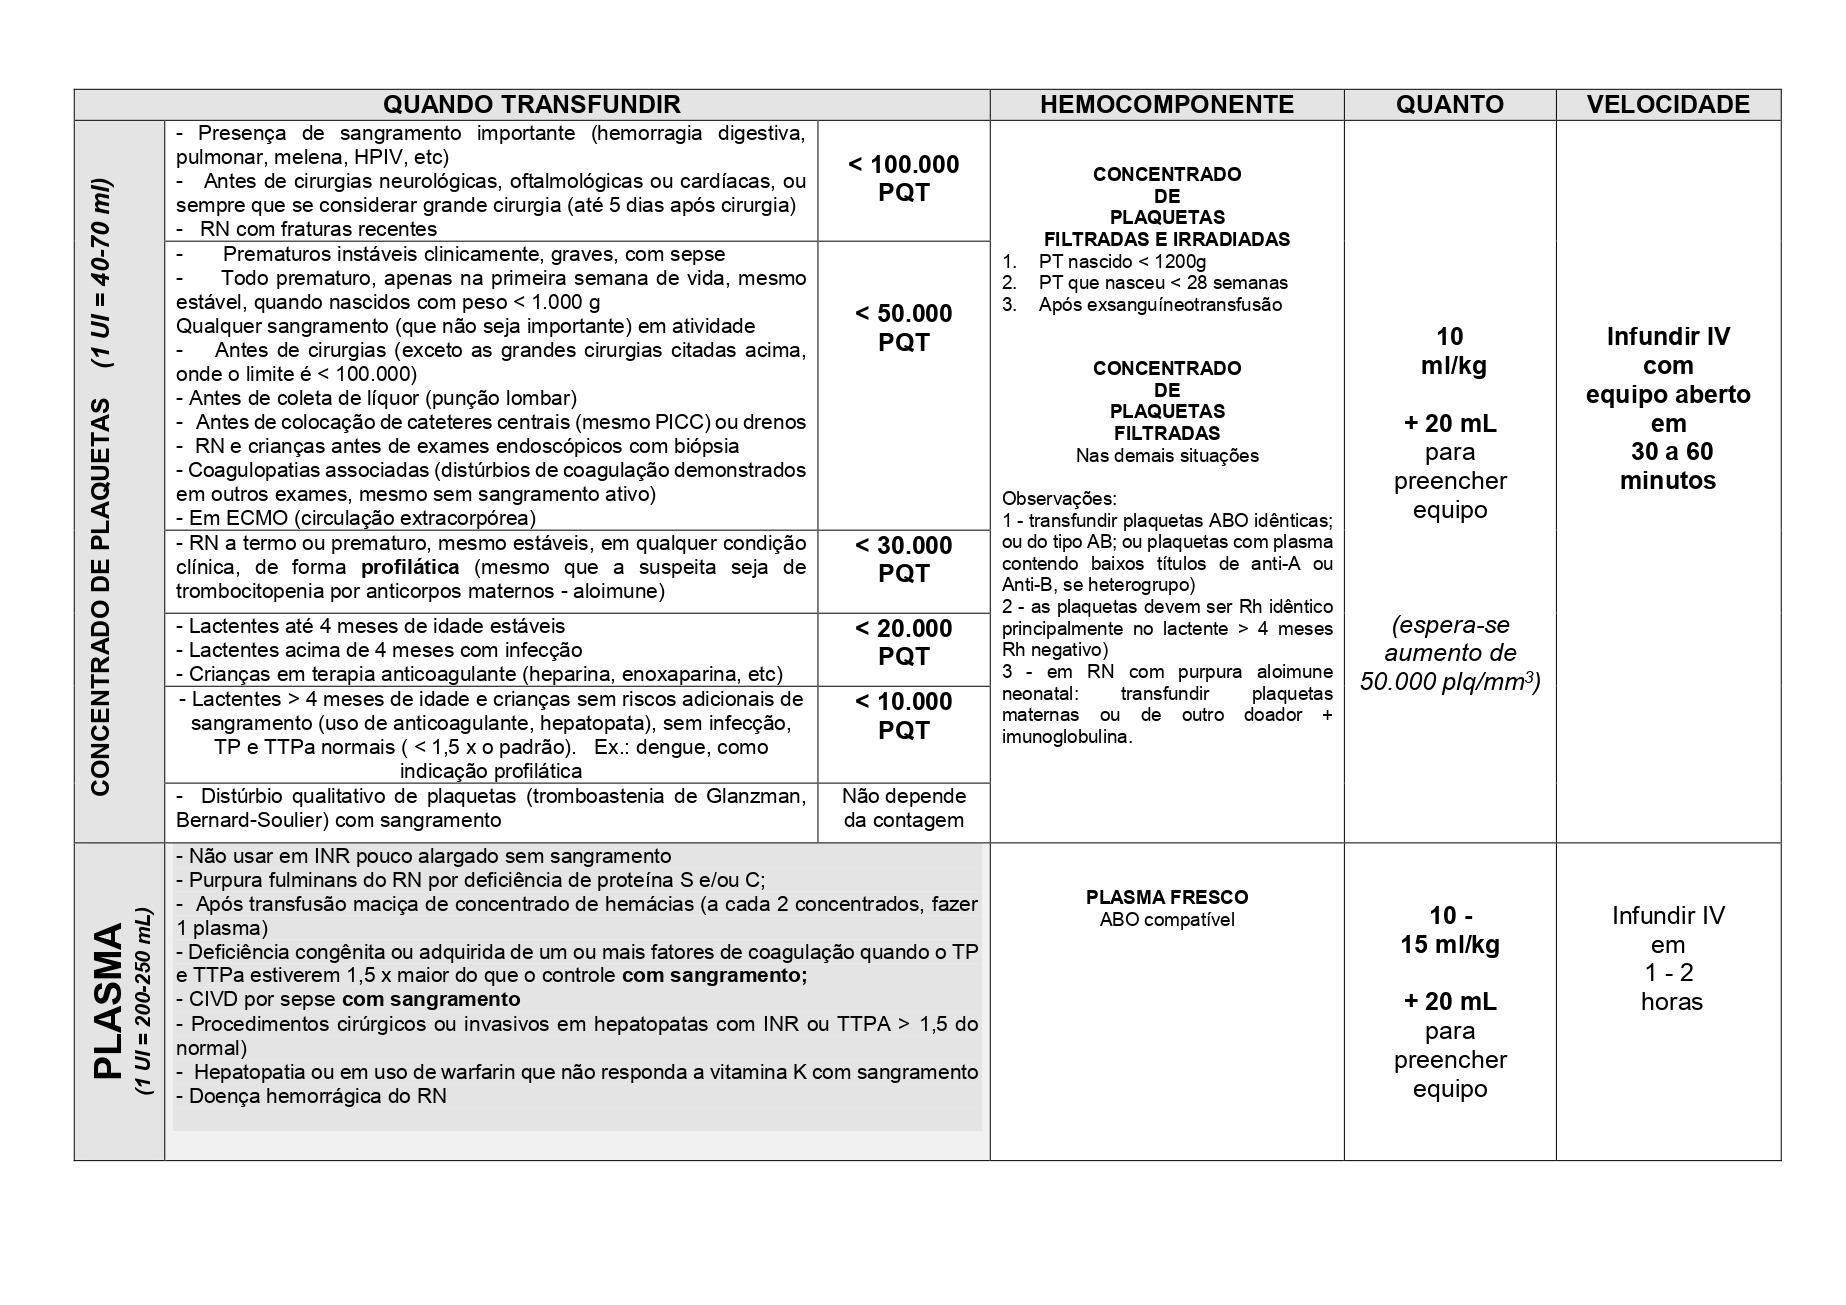 QUANDO TRANSFUNDIR
HEMOCOMPONENTE
QUANTO
VELOCIDADE
CONCENTRADO DE PLAQUETAS (1 UI = 40-70 ml)
- Presença de sangramento importante (hemorragia digestiva,
pulmonar, melena, HPIV, etc)
- Antes de cirurgias neurológicas, oftalmológicas ou cardíacas, ou
sempre que se considerar grande cirurgia (até 5 dias após cirurgia)
- RN com fraturas recentes
< 100.000
PQT
- Prematuros instáveis clinicamente, graves, com sepse
- Todo prematuro, apenas na primeira semana de vida, mesmo
estável, quando nascidos com peso < 1.000 g
Qualquer sangramento (que não seja importante) em atividade
- Antes de cirurgias (exceto as grandes cirurgias citadas acima,
onde o limite é < 100.000)
- Antes de coleta de líquor (punção lombar)
- Antes de colocação de cateteres centrais (mesmo PICC) ou drenos
- RN e crianças antes de exames endoscópicos com biópsia
- Coagulopatias associadas (distúrbios de coagulação demonstrados
em outros exames, mesmo sem sangramento ativo)
- Em ECMO (circulação extracorpórea)
< 50.000
PQT
- RN a termo ou prematuro, mesmo estáveis, em qualquer condição
clínica, de forma profilática (mesmo que a suspeita seja de
trombocitopenia por anticorpos maternos - aloimune)
< 30.000
PQT
- Lactentes até 4 meses de idade estáveis
- Lactentes acima de 4 meses com infecção
- Crianças em terapia anticoagulante (heparina, enoxaparina, etc)
< 20.000
PQT
- Lactentes > 4 meses de idade e crianças sem riscos adicionais de
sangramento (uso de anticoagulante, hepatopata), sem infecção,
TP e TTPa normais ( < 1,5 x o padrão). Ex.: dengue, como
indicação profilática
< 10.000
PQT
- Distúrbio qualitativo de plaquetas (tromboastenia de Glanzman,
Bernard-Soulier) com sangramento
Não depende
da contagem
CONCENTRADO
DE
PLAQUETAS
FILTRADAS E IRRADIADAS
1. PT nascido < 1200g
2. PT que nasceu < 28 semanas
3. Após exsanguíneotransfusão
CONCENTRADO
DE
PLAQUETAS
FILTRADAS
Nas demais situações
Observações:
1 - transfundir plaquetas ABO idênticas;
ou do tipo AB; ou plaquetas com plasma
contendo baixos títulos de anti-A ou
Anti-B, se heterogrupo)
2 - as plaquetas devem ser Rh idêntico
principalmente no lactente > 4 meses
Rh negativo)
3 - em RN com purpura aloimune
neonatal: transfundir plaquetas
maternas ou de outro doador +
imunoglobulina.
10
ml/kg
+ 20 mL
para
preencher
equipo
(espera-se
aumento de
50.000 plq/mm³)
Infundir IV
com
equipo aberto
em
30 a 60
minutos
PLASMA
(1 UI = 200-250 mL)
- Não usar em INR pouco alargado sem sangramento
- Purpura fulminans do RN por deficiência de proteína S e/ou C;
- Após transfusão maciça de concentrado de hemácias (a cada 2 concentrados, fazer
1 plasma)
- Deficiência congênita ou adquirida de um ou mais fatores de coagulação quando o TP
e TTPa estiverem 1,5 x maior do que o controle com sangramento;
- CIVD por sepse com sangramento
- Procedimentos cirúrgicos ou invasivos em hepatopatas com INR ou TTPA > 1,5 do
normal)
- Hepatopatia ou em uso de warfarin que não responda a vitamina K com sangramento
- Doença hemorrágica do RN
PLASMA FRESCO
ABO compatível
10 -
15 ml/kg
+ 20 mL
para
preencher
equipo
Infundir IV
em
1 - 2
horas